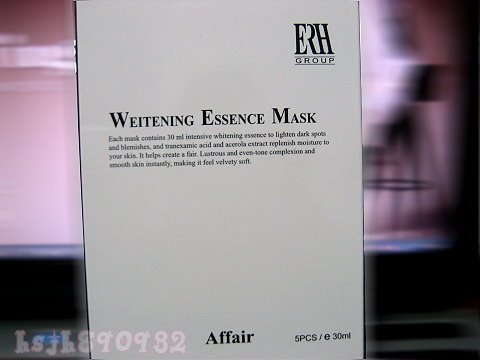 ERH
GROUP
WEITENING ESSENCE MASK
Each mask contains 30 ml intensive whitening essence to lighten dark spots
and blemishes, and tranexamic acid and acerola extract replenish moisture to
your skin. It helps create a fair. Lustrous and even-tone complexion and
smooth skin instantly, making it feel velvety soft.
Affair
5PCS / e 30ml
hsjh890932